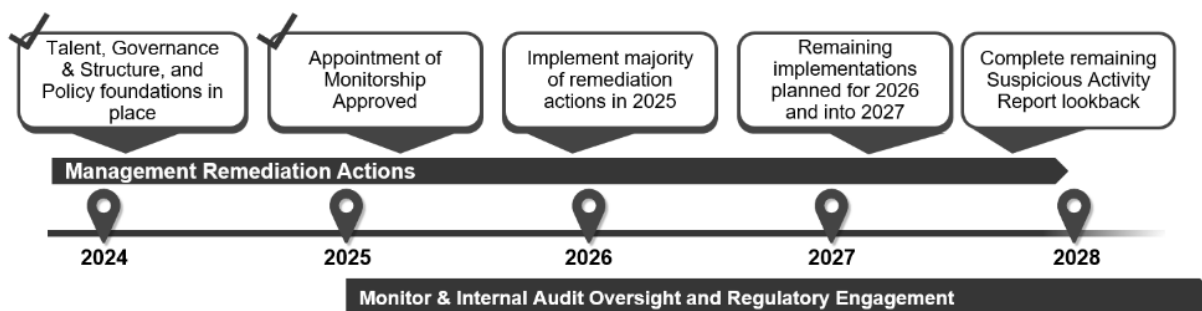 Talent, Governance
& Structure, and
Policy foundations in
place
Appointment of
Monitorship
Approved
Implement majority
of remediation
actions in 2025
Remaining
implementations
planned for 2026
and into 2027
Complete remaining
Suspicious Activity
Report lookback
Management Remediation Actions
2024
2025
2026
2027
2028
Monitor & Internal Audit Oversight and Regulatory Engagement